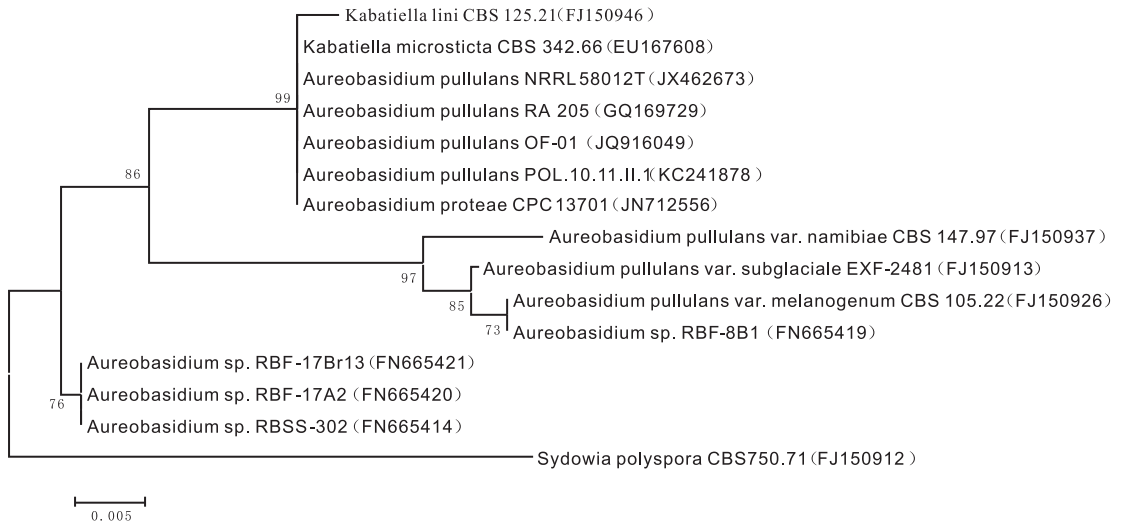 Kabatiella lini CBS 125.21(FJ150946)
Kabatiella microsticta CBS 342.66(EU167608)
99
Aureobasidium pullulans NRRL58012T(JX462673)
Aureobasidium pullulans RA 205(GQ169729)
Aureobasidium pullulans OF-01(JQ916049)
86
Aureobasidium pullulans POL.10.11.II.1(KC241878)
Aureobasidium proteae CPC13701(JN712556)
Aureobasidium pullulans var. namibiae CBS 147.97(FJ150937)
97
Aureobasidium pullulans var. subglaciale EXF-2481(FJ150913)
85
Aureobasidium pullulans var. melanogenum CBS 105.22(FJ150926)
73
Aureobasidium sp. RBF-8B1(FN665419)
Aureobasidium sp. RBF-17Br13(FN665421)
76
Aureobasidium sp. RBF-17A2(FN665420)
Aureobasidium sp. RBSS-302(FN665414)
Sydowia polyspora CBS750.71(FJ150912)
0.005